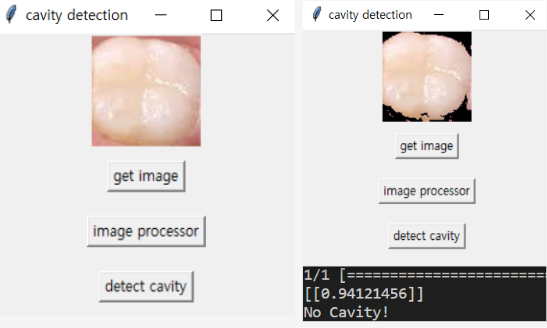 cavity detection
get image
image processor
detect cavity
cavity detection
get image
image processor
detect cavity
1/1 [=========================
[[0.94121456]]
No Cavity!